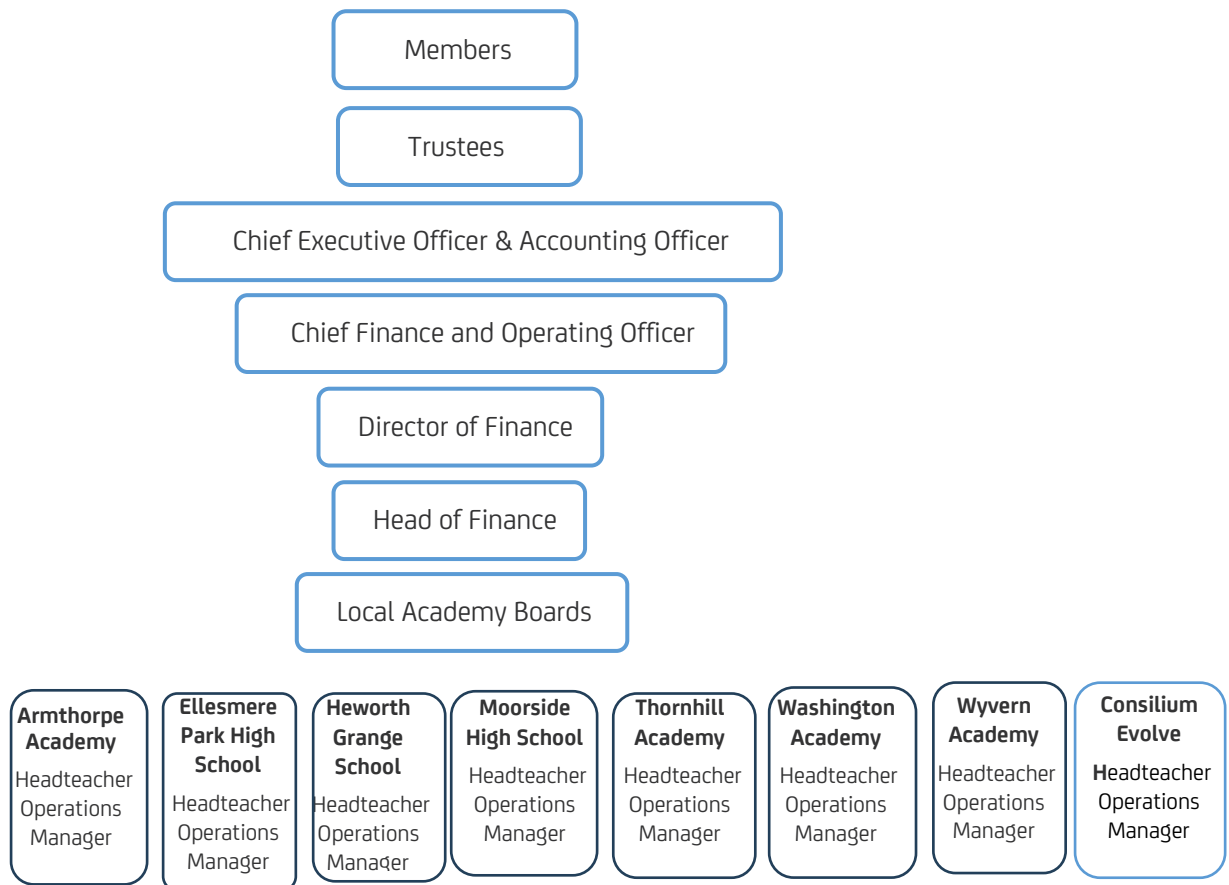 Members
Trustees
Chief Executive Officer & Accounting Officer
Chief Finance and Operating Officer
Director of Finance
Head of Finance
Local Academy Boards
Armthorpe
Academy
Headteacher
Operations
Manager
Ellesmere
Park High
School
Headteacher
Operations
Manager
Heworth
Grange
School
Headteacher
Operations
Manager
Moorside
High School
Headteacher
Operations
Manager
Thornhill
Academy
Headteacher
Operations
Manager
Washington
Academy
Headteacher
Operations
Manager
Wyvern
Academy
Headteacher
Operations
Manager
Consilium
Evolve
Headteacher
Operations
Manager